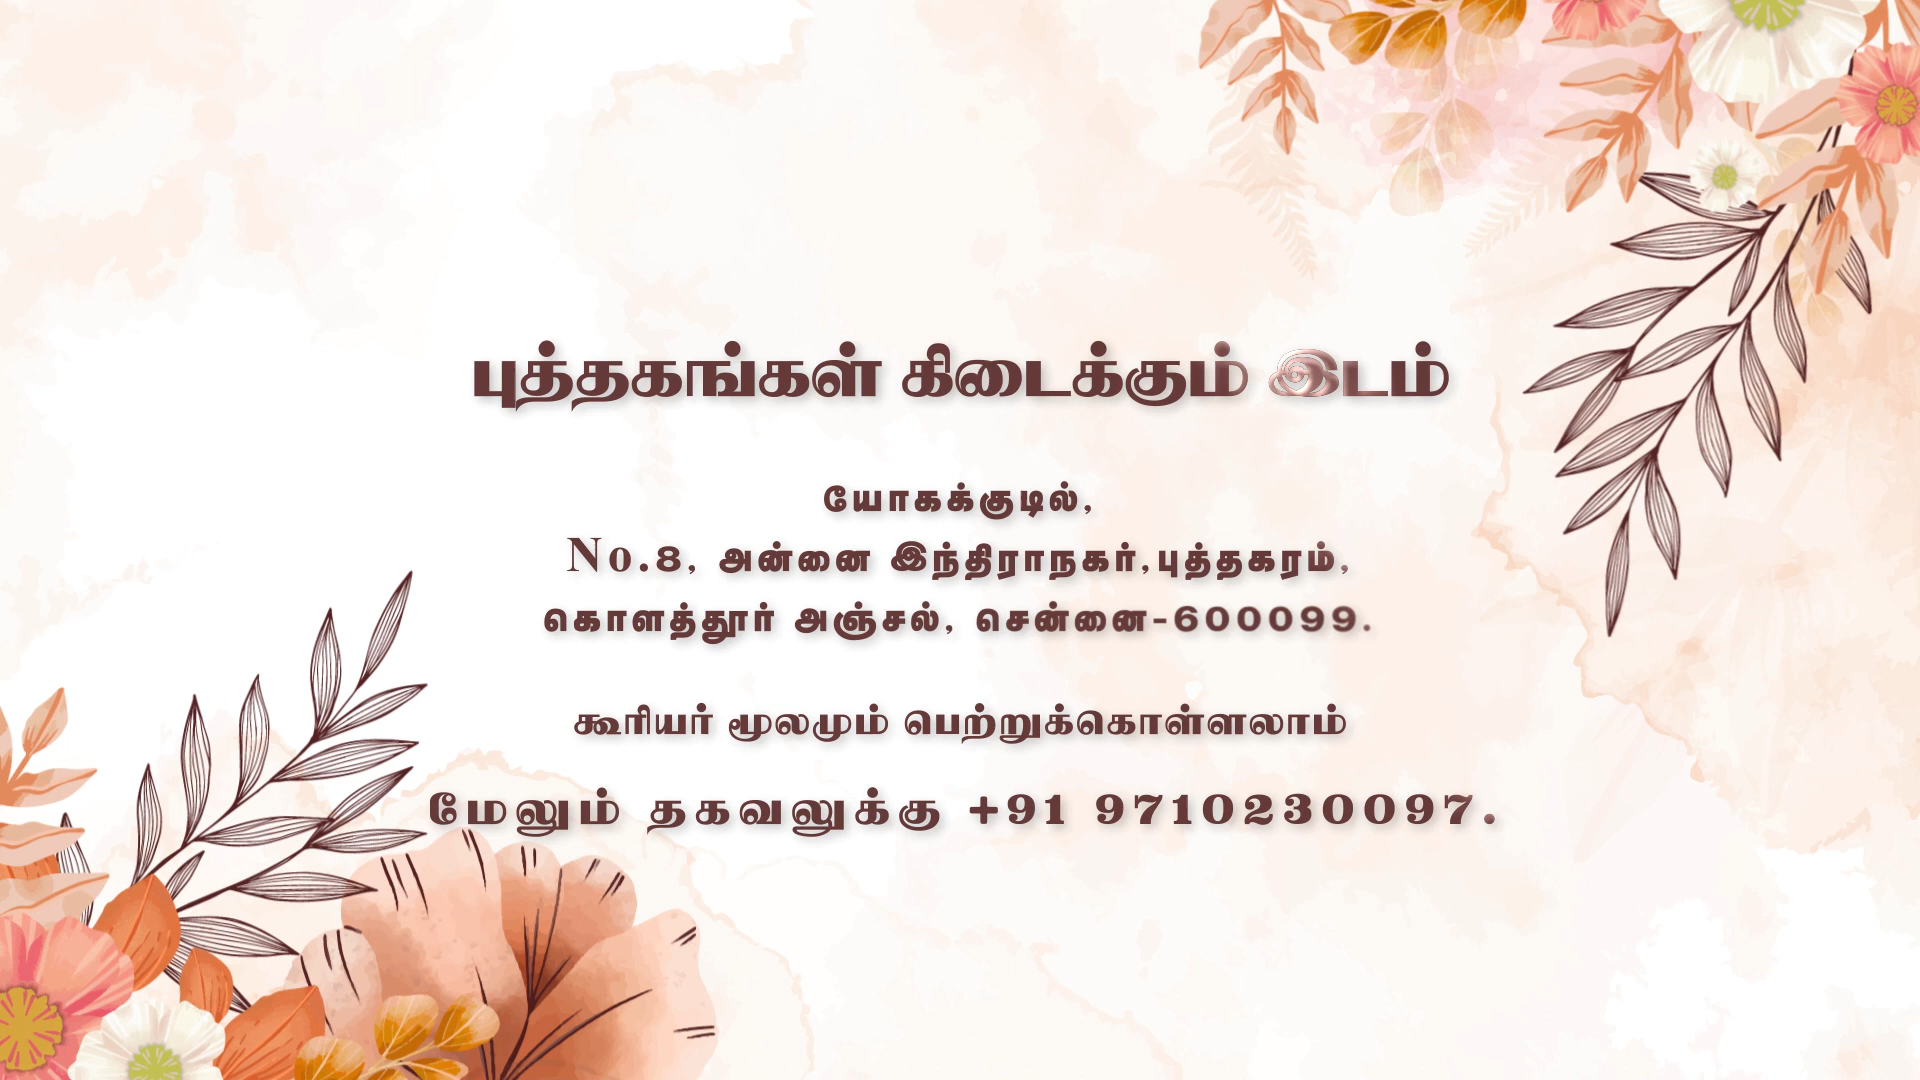 புத்தகங்கள் கிடைக்கும் இடம்
யோகக்குடில்,
No.8, அன்னை இந்திராநகர்,புத்தகரம்,
கொளத்தூர் அஞ்சல், சென்னை-600099.
கூரியர் மூலமும் பெற்றுக்கொள்ளலாம்
மேலும் தகவலுக்கு +91 9710230097.